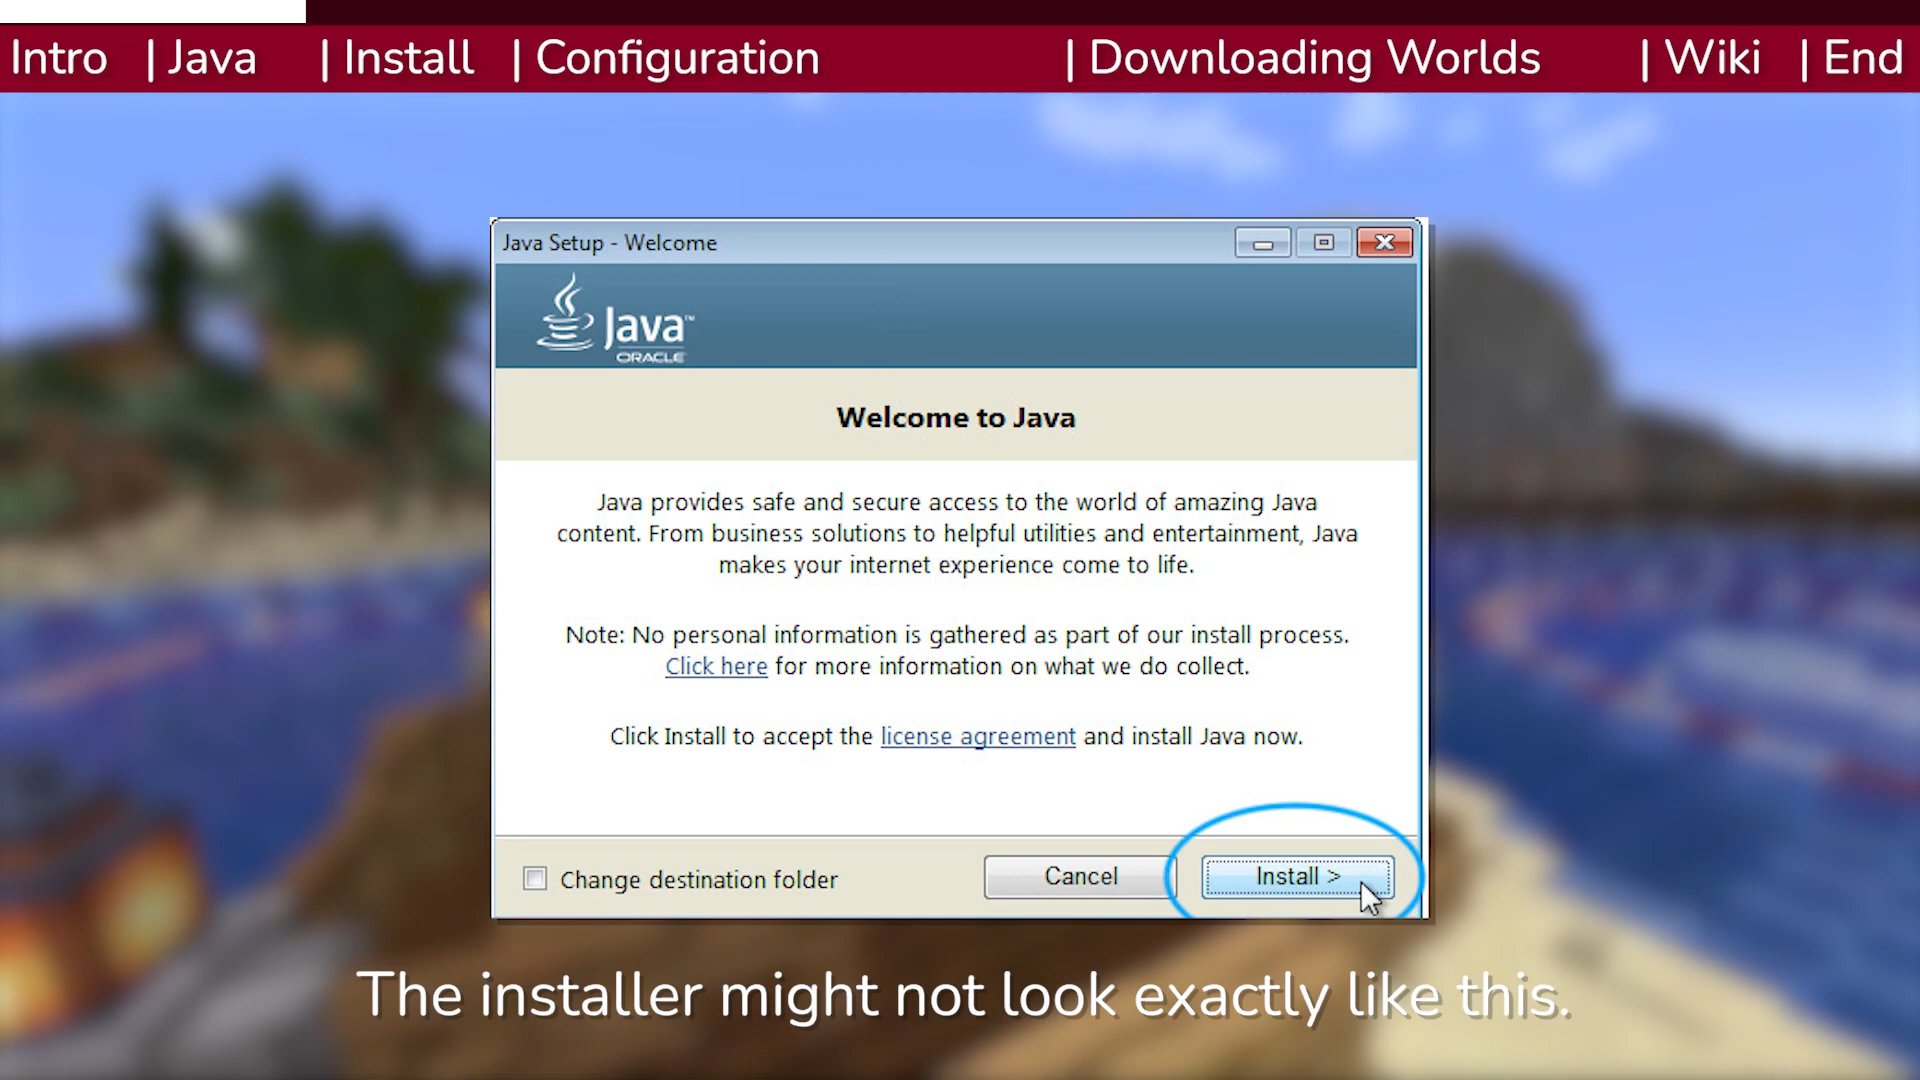 Intro | Java | Install | Configuration | Downloading Worlds | Wiki | End
Java Setup - Welcome
Java™
ORACLE
Welcome to Java
Java provides safe and secure access to the world of amazing Java
content. From business solutions to helpful utilities and entertainment, Java
makes your internet experience come to life.
Note: No personal information is gathered as part of our install process.
Click here for more information on what we do collect.
Click Install to accept the license agreement and install Java now.
Change destination folder
Cancel
Install >
The installer might not look exactly like this.